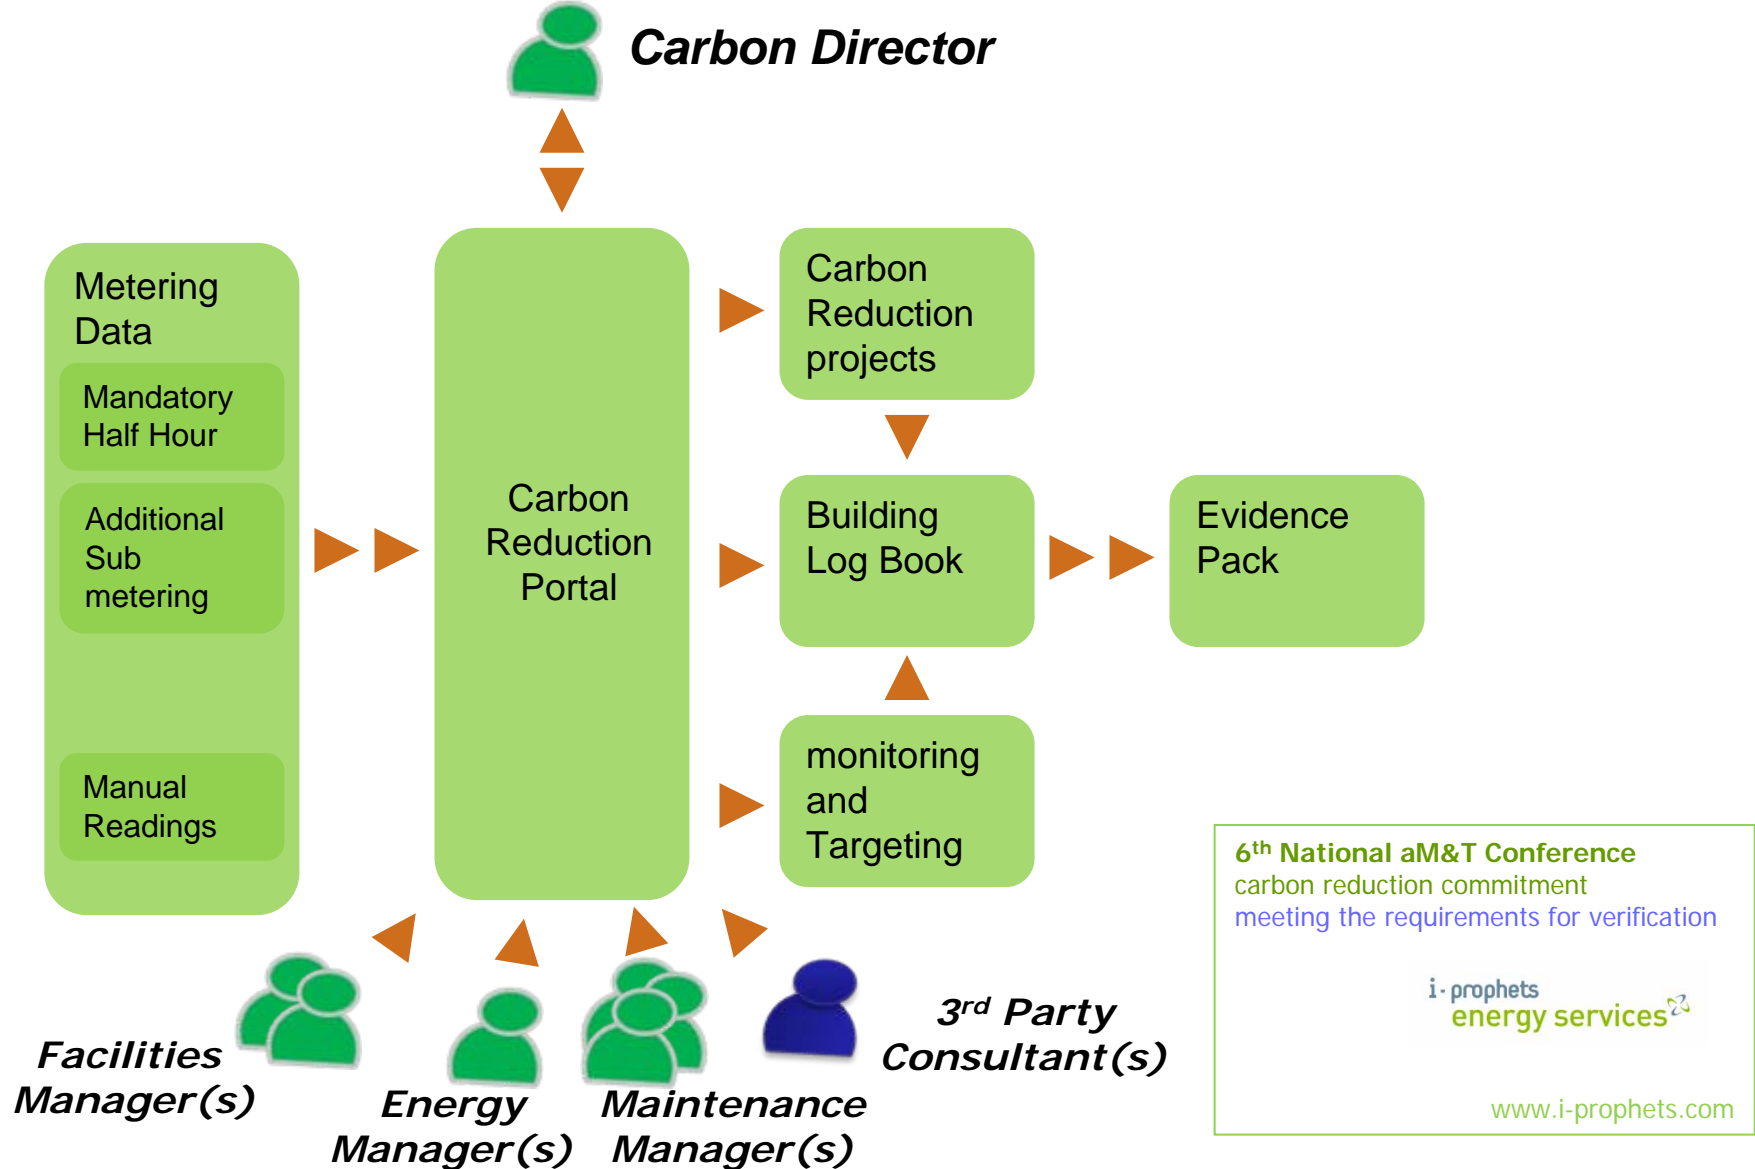 Carbon Director
Metering
Data
Mandatory
Half Hour
Additional
Sub
metering
Manual
Readings
Carbon
Reduction
Portal
Carbon
Reduction
projects
Building
Log Book
monitoring
and
Targeting
Evidence
Pack
Facilities
Manager(s)
Energy
Manager(s)
Maintenance
Manager(s)
3rd Party
Consultant(s)
6th National aM&T Conference
carbon reduction commitment
meeting the requirements for verification
i-prophets
energy services
www.i-prophets.com